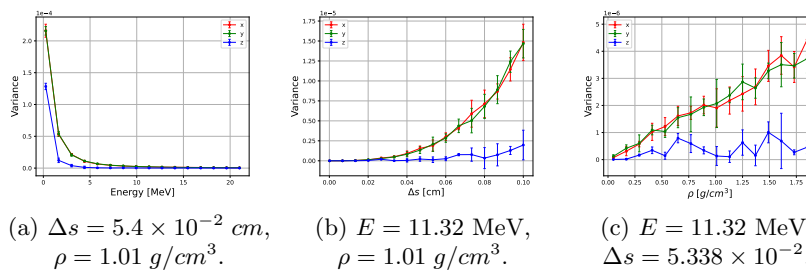 1e−4
x
y
z
2.0
1.5
1.0
0.5
0.0
Variance
0 5 10 15 20
Energy [MeV]
(a) Δs = 5.4 × 10⁻² cm,
ρ = 1.01 g/cm³.
1e−5
x
y
z
1.75
1.50
1.25
1.00
0.75
0.50
0.25
0.00
Variance
0.00 0.02 0.04 0.06 0.08 0.10
Δs [cm]
(b) E = 11.32 MeV,
ρ = 1.01 g/cm³.
1e−6
x
y
z
5
4
3
2
1
0
Variance
0.00 0.25 0.50 0.75 1.00 1.25 1.50 1.75
ρ [g/cm³]
(c) E = 11.32 MeV
Δs = 5.338 × 10⁻²